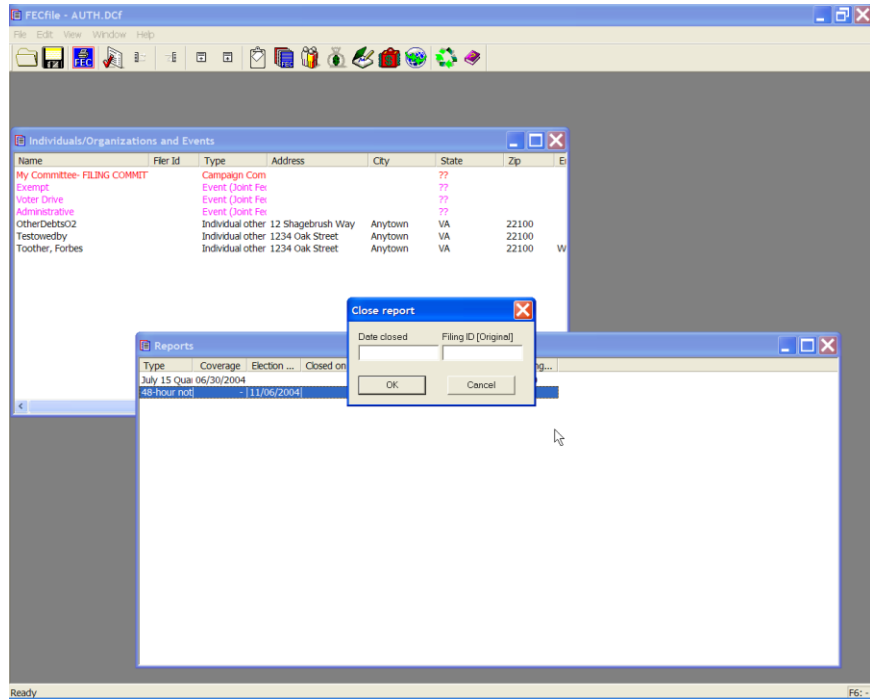 FECfile - AUTH.DCf
File Edit View Window Help
FEC
Individuals/Organizations and Events
Name Filer Id Type Address City State Zip
My Committee- FILING COMMIT Campaign Com ??
Exempt Event (Joint Fe ??
Voter Drive Event (Joint Fe ??
Administrative Event (Joint Fe ??
OtherDebtsO2 Individual other 12 Shagebrush Way Anytown VA 22100
Testowedby Individual other 1234 Oak Street Anytown VA 22100
Toother, Forbes Individual other 1234 Oak Street Anytown VA 22100 W
Close report
Date closed Filing ID [Original]
OK Cancel
Reports
Type Coverage Election ... Closed on ng...
July 15 Qua 06/30/2004
48-hour not - 11/06/2004
Ready F6: -